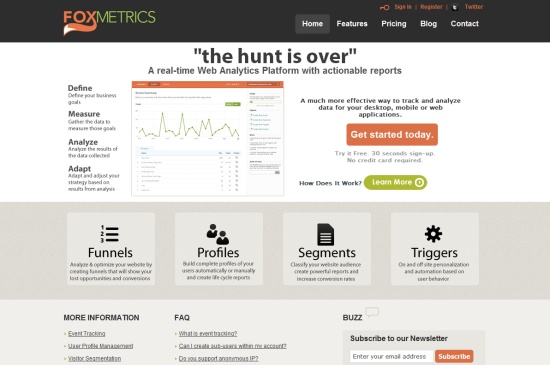 FOXMETRICS
Sign In | Register | Twitter
Home Features Pricing Blog Contact
"the hunt is over"
A real-time Web Analytics Platform with actionable reports
Define
Define your business
goals
Measure
Gather the data to
measure those goals
Analyze
Analyze the results of
the data collected
Adapt
Adapt and adjust your
strategy based on
results from analysis
A much more effective way to track and analyze
data for your desktop, mobile or web
applications.
Get started today.
Try it Free. 30 seconds sign-up.
No credit card required.
How Does It Work? Learn More
Funnels
Analyze & optimize your website by
creating funnels that will show your
lost opportunities and conversions
Profiles
Build complete profiles of your
users automatically or manually
and create life cycle reports
Segments
Classify your website audience
create powerful reports and
increase conversion rates
Triggers
On and off site personalization
and automation based on
user behavior
MORE INFORMATION
Event Tracking
User Profile Management
Visitor Segmentation
FAQ
What is event tracking?
Can I create sub-users within my account?
Do you support anonymous IP?
BUZZ
Subscribe to our Newsletter
Enter your email address Subscribe